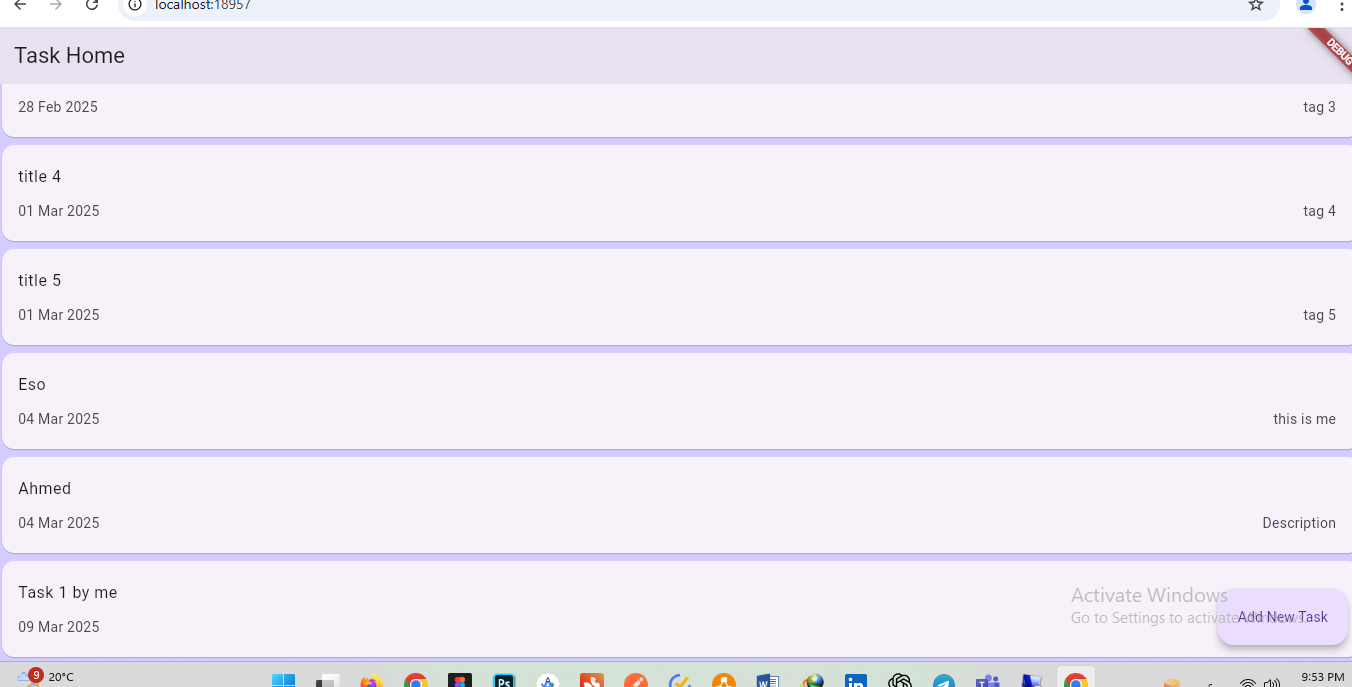 localhost:18957
Task Home
DEBUG
28 Feb 2025
tag 3
title 4
01 Mar 2025
tag 4
title 5
01 Mar 2025
tag 5
Eso
04 Mar 2025
this is me
Ahmed
04 Mar 2025
Description
Task 1 by me
09 Mar 2025
Activate Windows
Go to Settings to activate Windows.
Add New Task
9
20°C
Ps
W
in
9:53 PM